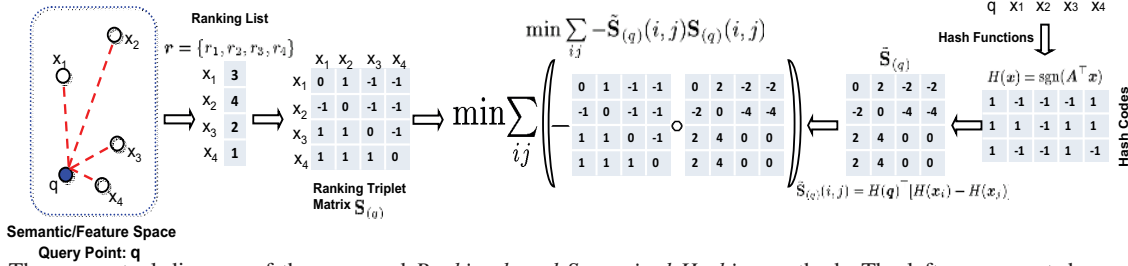 Ranking List
r = {r₁, r₂, r₃, r₄}
x₁
x₂
x₃
x₄
q
Semantic/Feature Space
Query Point: q
x₁ 3
x₂ 4
x₃ 2
x₄ 1
x₁ x₂ x₃ x₄
x₁ 0 1 -1 -1
x₂ -1 0 -1 -1
x₃ 1 1 0 -1
x₄ 1 1 1 0
Ranking Triplet
Matrix S₍q₎
min ∑ij -S̃₍q₎(i, j)S₍q₎(i, j)
min ∑ij ( −
0 1 -1 -1
-1 0 -1 -1
1 1 0 -1
1 1 1 0
∘
0 2 -2 -2
-2 0 -4 -4
2 4 0 0
2 4 0 0
)
S̃₍q₎
0 2 -2 -2
-2 0 -4 -4
2 4 0 0
2 4 0 0
S̃₍q₎(i, j) = H(q)⊤[H(xᵢ) − H(xⱼ)]
q x₁ x₂ x₃ x₄
Hash Functions
H(x) = sgn(A⊤x)
1 -1 -1 -1 1
1 1 -1 1 1
1 -1 -1 1 -1
Hash Codes